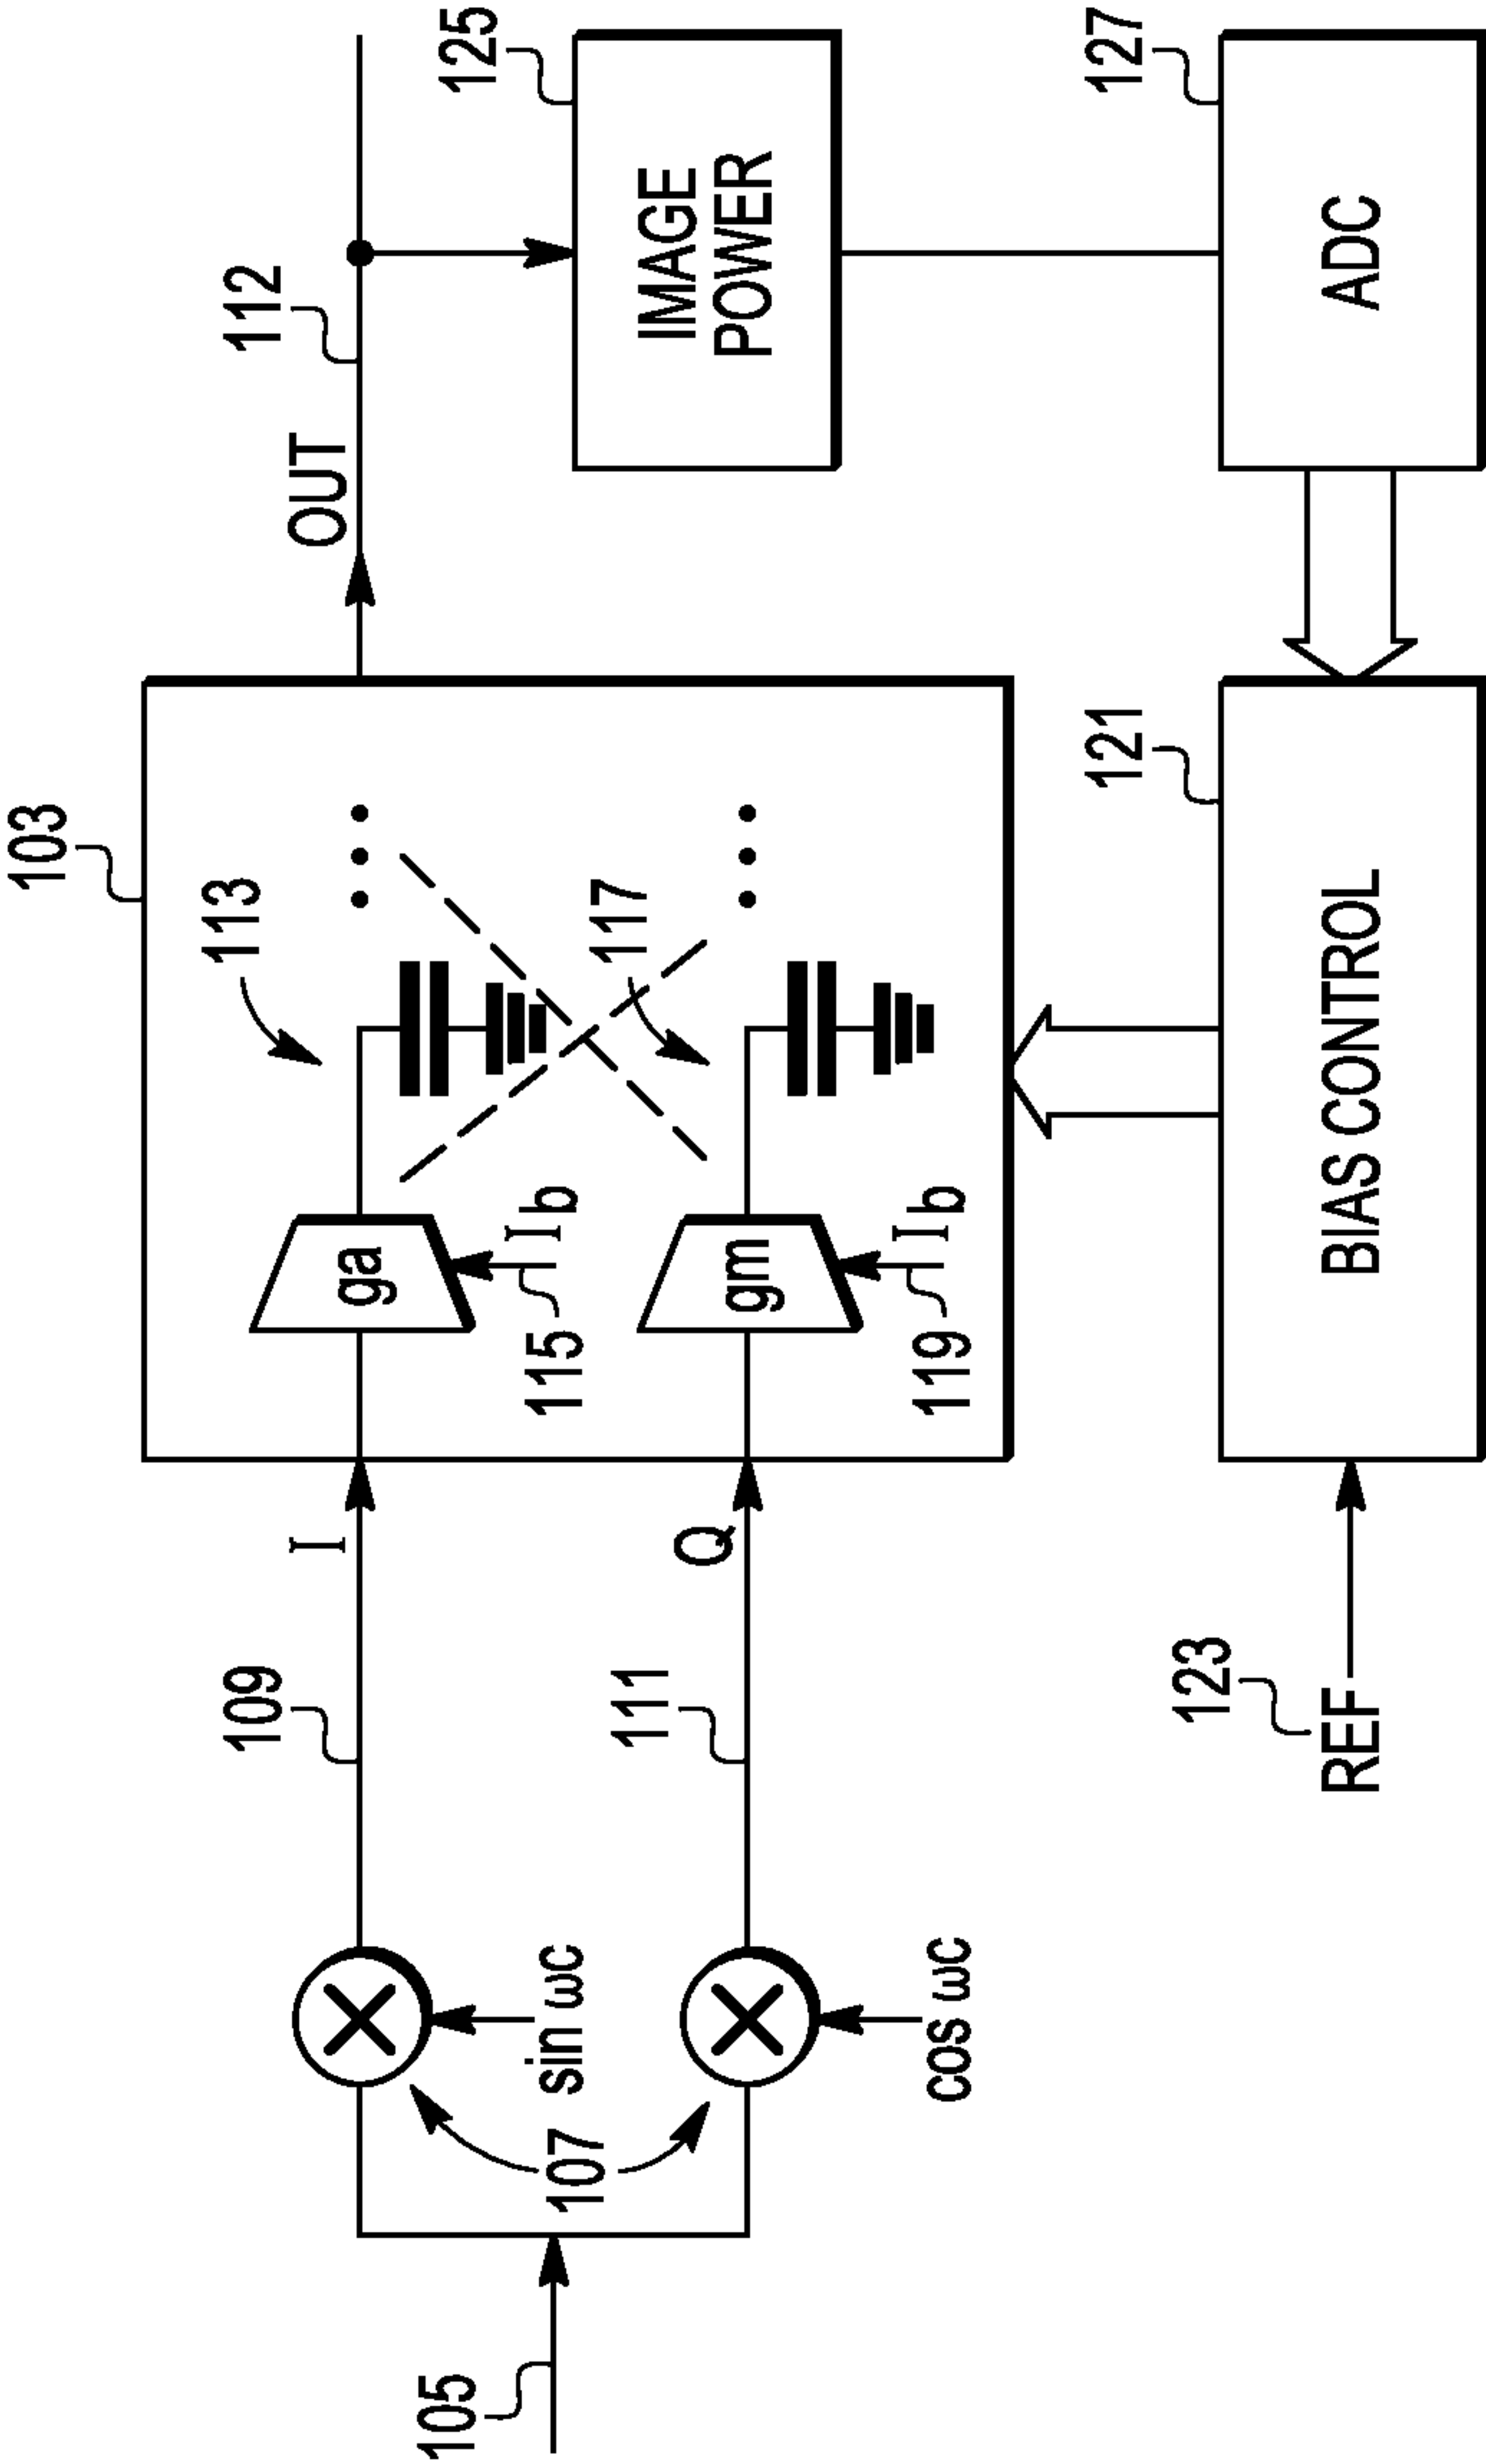 103
112
125
113
OUT
109
I
ga
Ib
115
IMAGE
POWER
117
105
107
sin ωc
111
Q
gm
Ib
119
cos ωc
121
127
123
REF
BIAS CONTROL
ADC